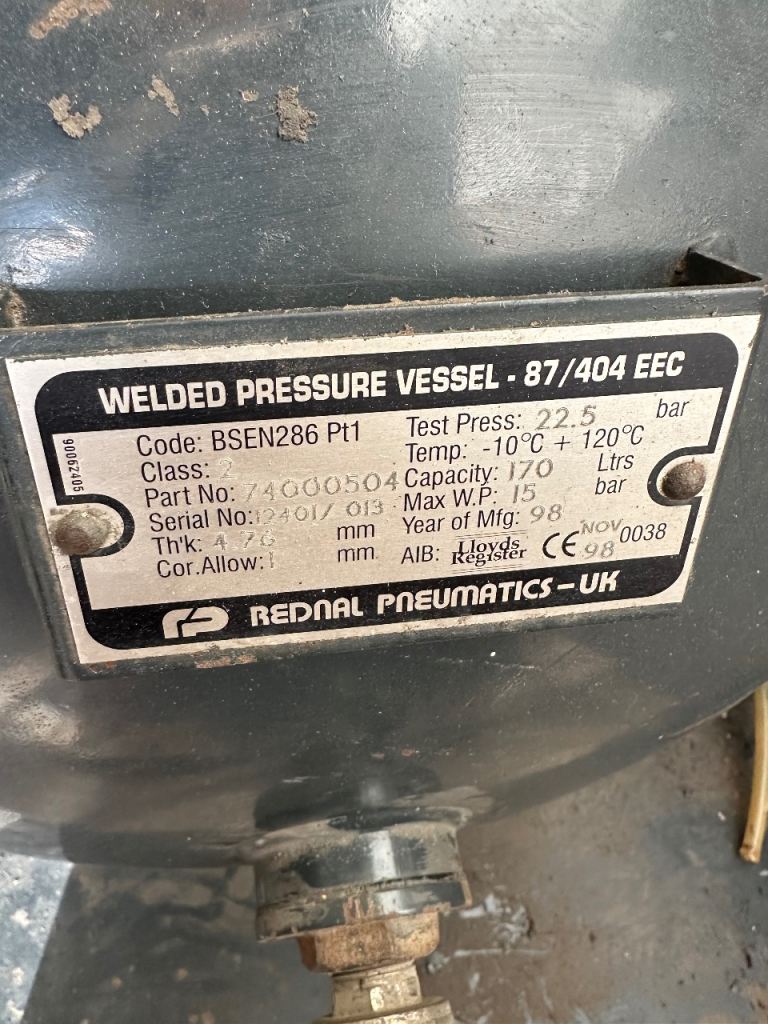 WELDED PRESSURE VESSEL - 87/404 EEC
90062405
Code: BSEN286 Pt1
Class: 2
Part No: 74000504
Serial No: 12401/ 013
Th'k: 4.76 mm
Cor.Allow: 1 mm
Test Press: 22.5 bar
Temp: -10°C + 120°C
Capacity: 170 Ltrs
Max W.P: 15 bar
Year of Mfg: 98
AIB: Lloyds Register CE NOV 98 0038
REDNAL PNEUMATICS-UK